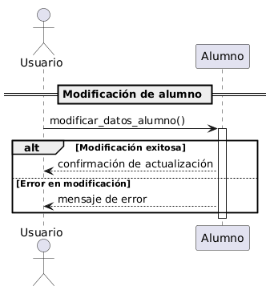 Usuario
Alumno
Modificación de alumno
modificar_datos_alumno()
alt [Modificación exitosa]
confirmación de actualización
[Error en modificación]
mensaje de error
Usuario
Alumno